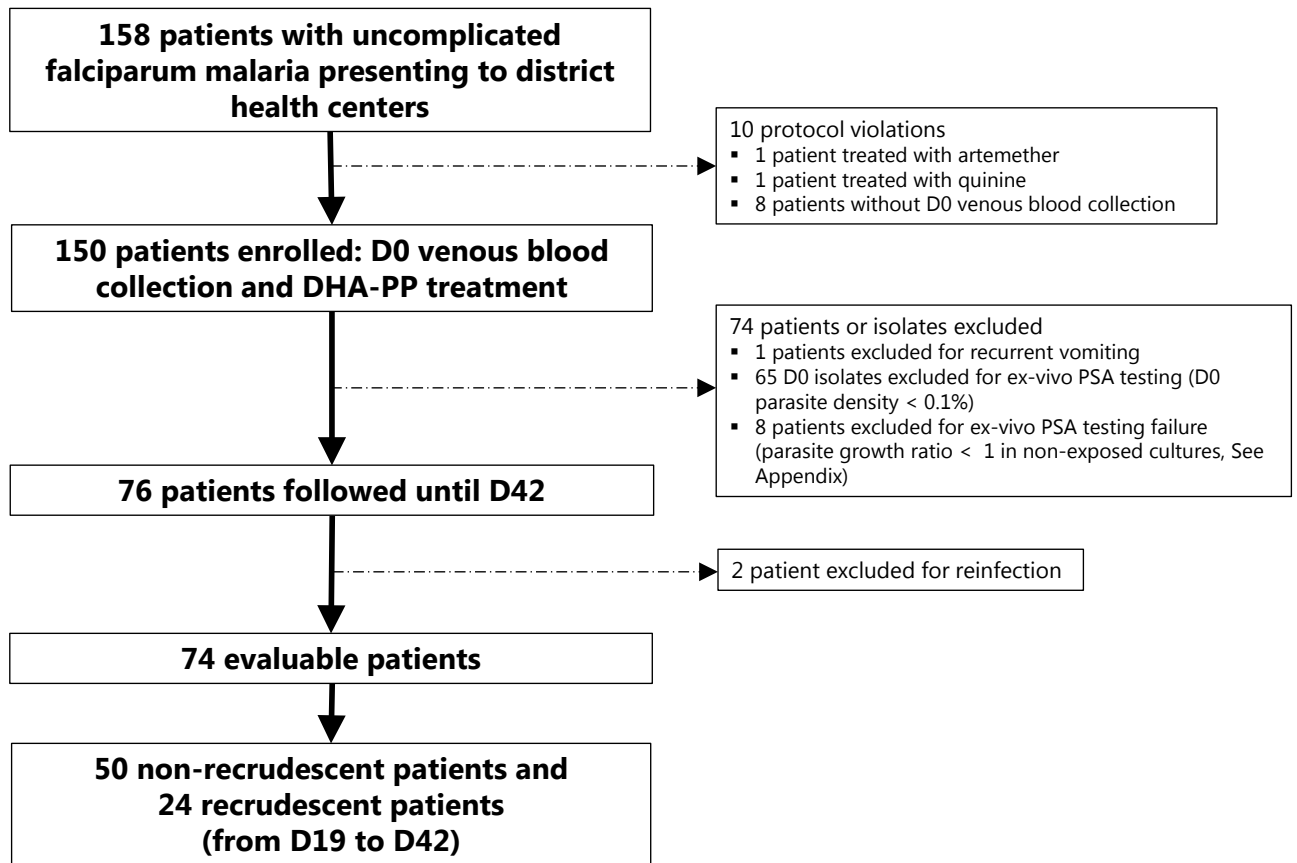 158 patients with uncomplicated
falciparum malaria presenting to district
health centers
10 protocol violations
▪ 1 patient treated with artemether
▪ 1 patient treated with quinine
▪ 8 patients without D0 venous blood collection
150 patients enrolled: D0 venous blood
collection and DHA-PP treatment
74 patients or isolates excluded
▪ 1 patients excluded for recurrent vomiting
▪ 65 D0 isolates excluded for ex-vivo PSA testing (D0
parasite density < 0.1%)
▪ 8 patients excluded for ex-vivo PSA testing failure
(parasite growth ratio < 1 in non-exposed cultures, See
Appendix)
76 patients followed until D42
2 patient excluded for reinfection
74 evaluable patients
50 non-recrudescent patients and
24 recrudescent patients
(from D19 to D42)